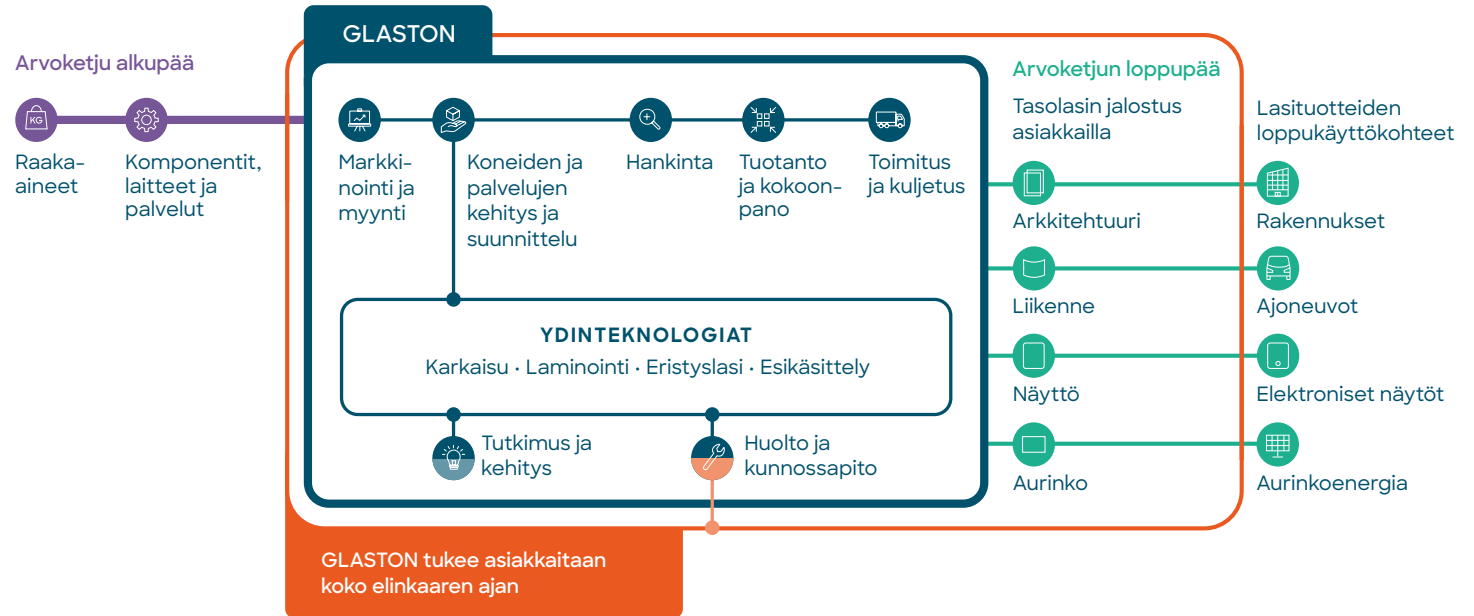 GLASTON
Arvoketju alkupää
KG
Raaka-
aineet
Komponentit,
laitteet ja
palvelut
Markki-
nointi ja
myynti
Koneiden ja
palvelujen
kehitys ja
suunnittelu
Hankinta
Tuotanto
ja kokoon-
pano
Toimitus
ja kuljetus
YDINTEKNOLOGIAT
Karkaisu · Laminointi · Eristyslasi · Esikäsittely
Tutkimus ja
kehitys
Huolto ja
kunnossapito
Arvoketjun loppupää
Tasolasin jalostus
asiakkailla
Arkkitehtuuri
Liikenne
Näyttö
Aurinko
Lasituotteiden
loppukäyttökohteet
Rakennukset
Ajoneuvot
Elektroniset näytöt
Aurinkoenergia
GLASTON tukee asiakkaitaan
koko elinkaaren ajan